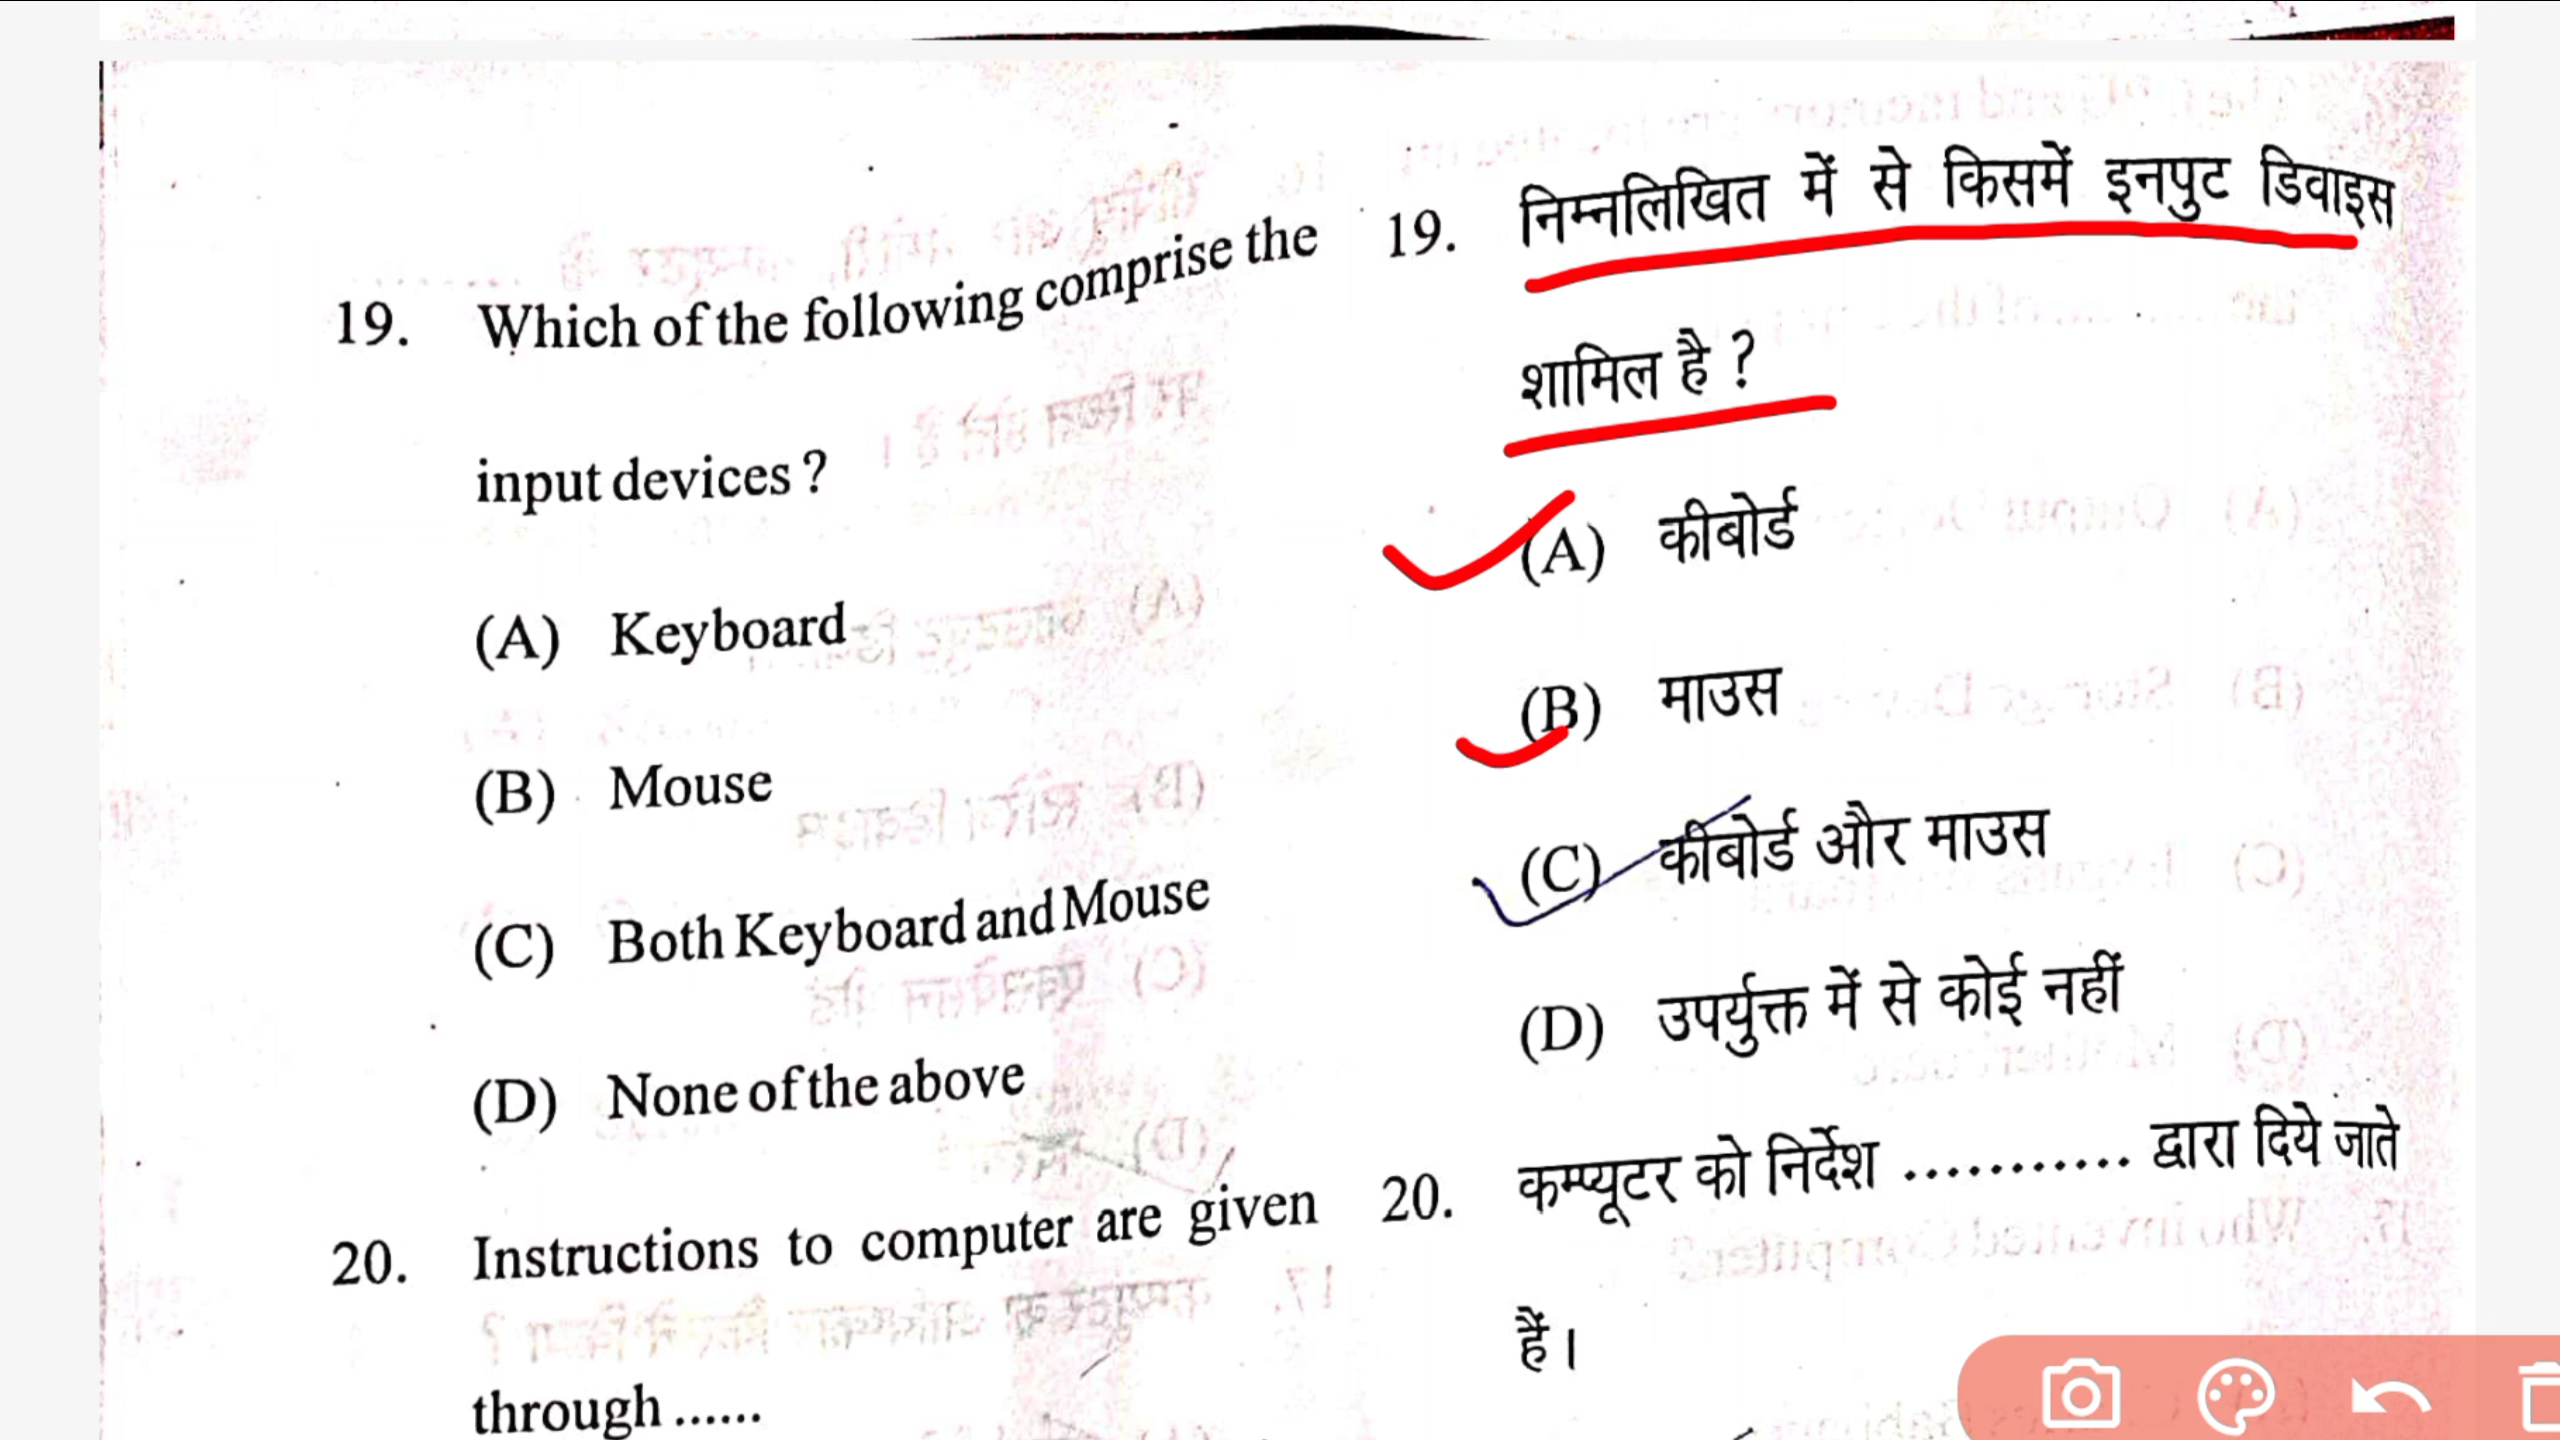 19. Which of the following comprise the
input devices ?
(A) Keyboard
(B) Mouse
(C) Both Keyboard and Mouse
(D) None of the above
20. Instructions to computer are given
through ......
19. निम्नलिखित में से किसमें इनपुट डिवाइस
शामिल है ?
(A) कीबोर्ड
(B) माउस
(C) कीबोर्ड और माउस
(D) उपर्युक्त में से कोई नहीं
20. कम्प्यूटर को निर्देश ........... द्वारा दिये जाते
हैं।